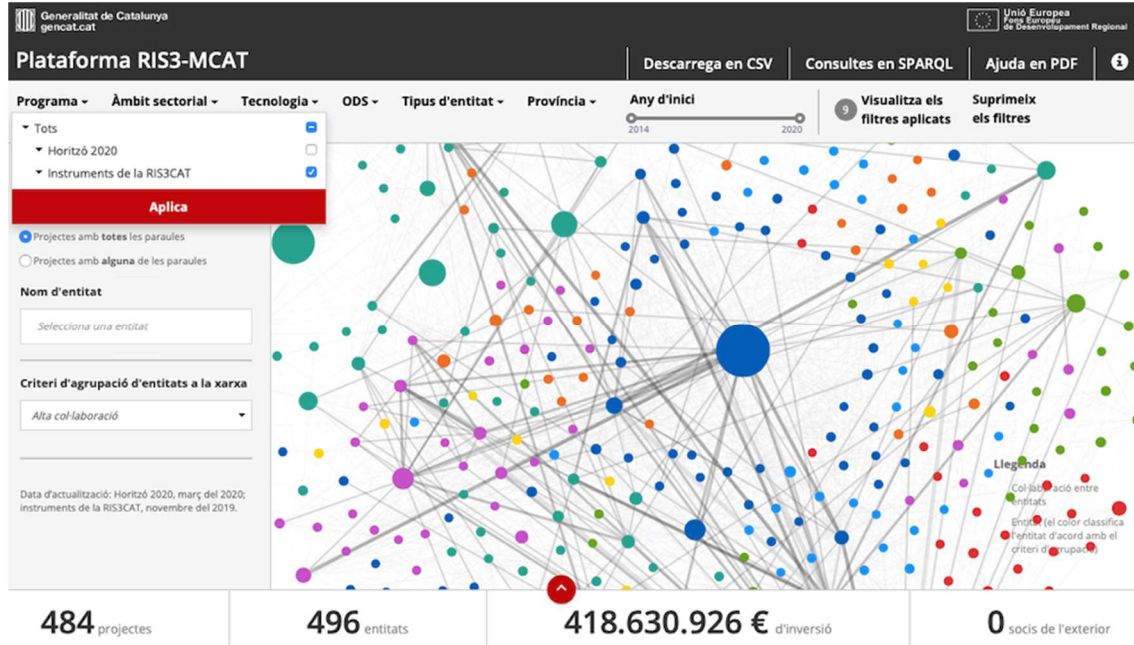 Generalitat de Catalunya
gencat.cat
Unió Europea
Fons Europeu
de Desenvolupament Regional
Plataforma RIS3-MCAT
Descarrega en CSV
Consultes en SPARQL
Ajuda en PDF
i
Programa
Àmbit sectorial
Tecnologia
ODS
Tipus d'entitat
Província
Any d'inici
2014
2020
9
Visualitza els
filtres aplicats
Suprimeix
els filtres
Tots
Horitzó 2020
Instruments de la RIS3CAT
Aplica
Projectes amb totes les paraules
Projectes amb alguna de les paraules
Nom d'entitat
Selecciona una entitat
Criteri d'agrupació d'entitats a la xarxa
Alta col·laboració
Data d'actualització: Horitzó 2020, març del 2020;
instruments de la RIS3CAT, novembre del 2019.
Llegenda
Col·laboració entre
entitats
Entitat (el color classifica
l'entitat d'acord amb el
criteri d'agrupació)
484 projectes
496 entitats
418.630.926 € d'inversió
0 socis de l'exterior